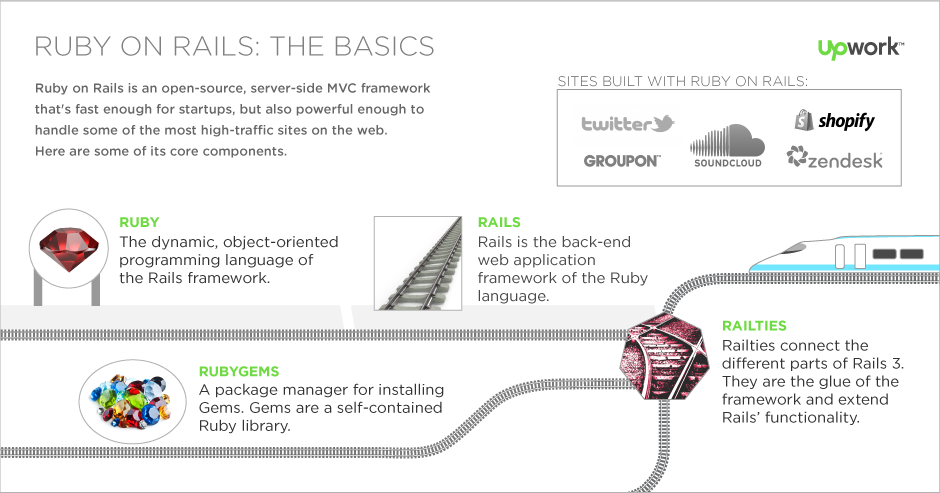 RUBY ON RAILS: THE BASICS
Upwork™
Ruby on Rails is an open-source, server-side MVC framework
that's fast enough for startups, but also powerful enough to
handle some of the most high-traffic sites on the web.
Here are some of its core components.
SITES BUILT WITH RUBY ON RAILS:
twitter
shopify
GROUPON™
SOUNDCLOUD
zendesk™
RUBY
The dynamic, object-oriented
programming language of
the Rails framework.
RAILS
Rails is the back-end
web application
framework of the Ruby
language.
RAILTIES
Railties connect the
different parts of Rails 3.
They are the glue of the
framework and extend
Rails' functionality.
RUBYGEMS
A package manager for installing
Gems. Gems are a self-contained
Ruby library.